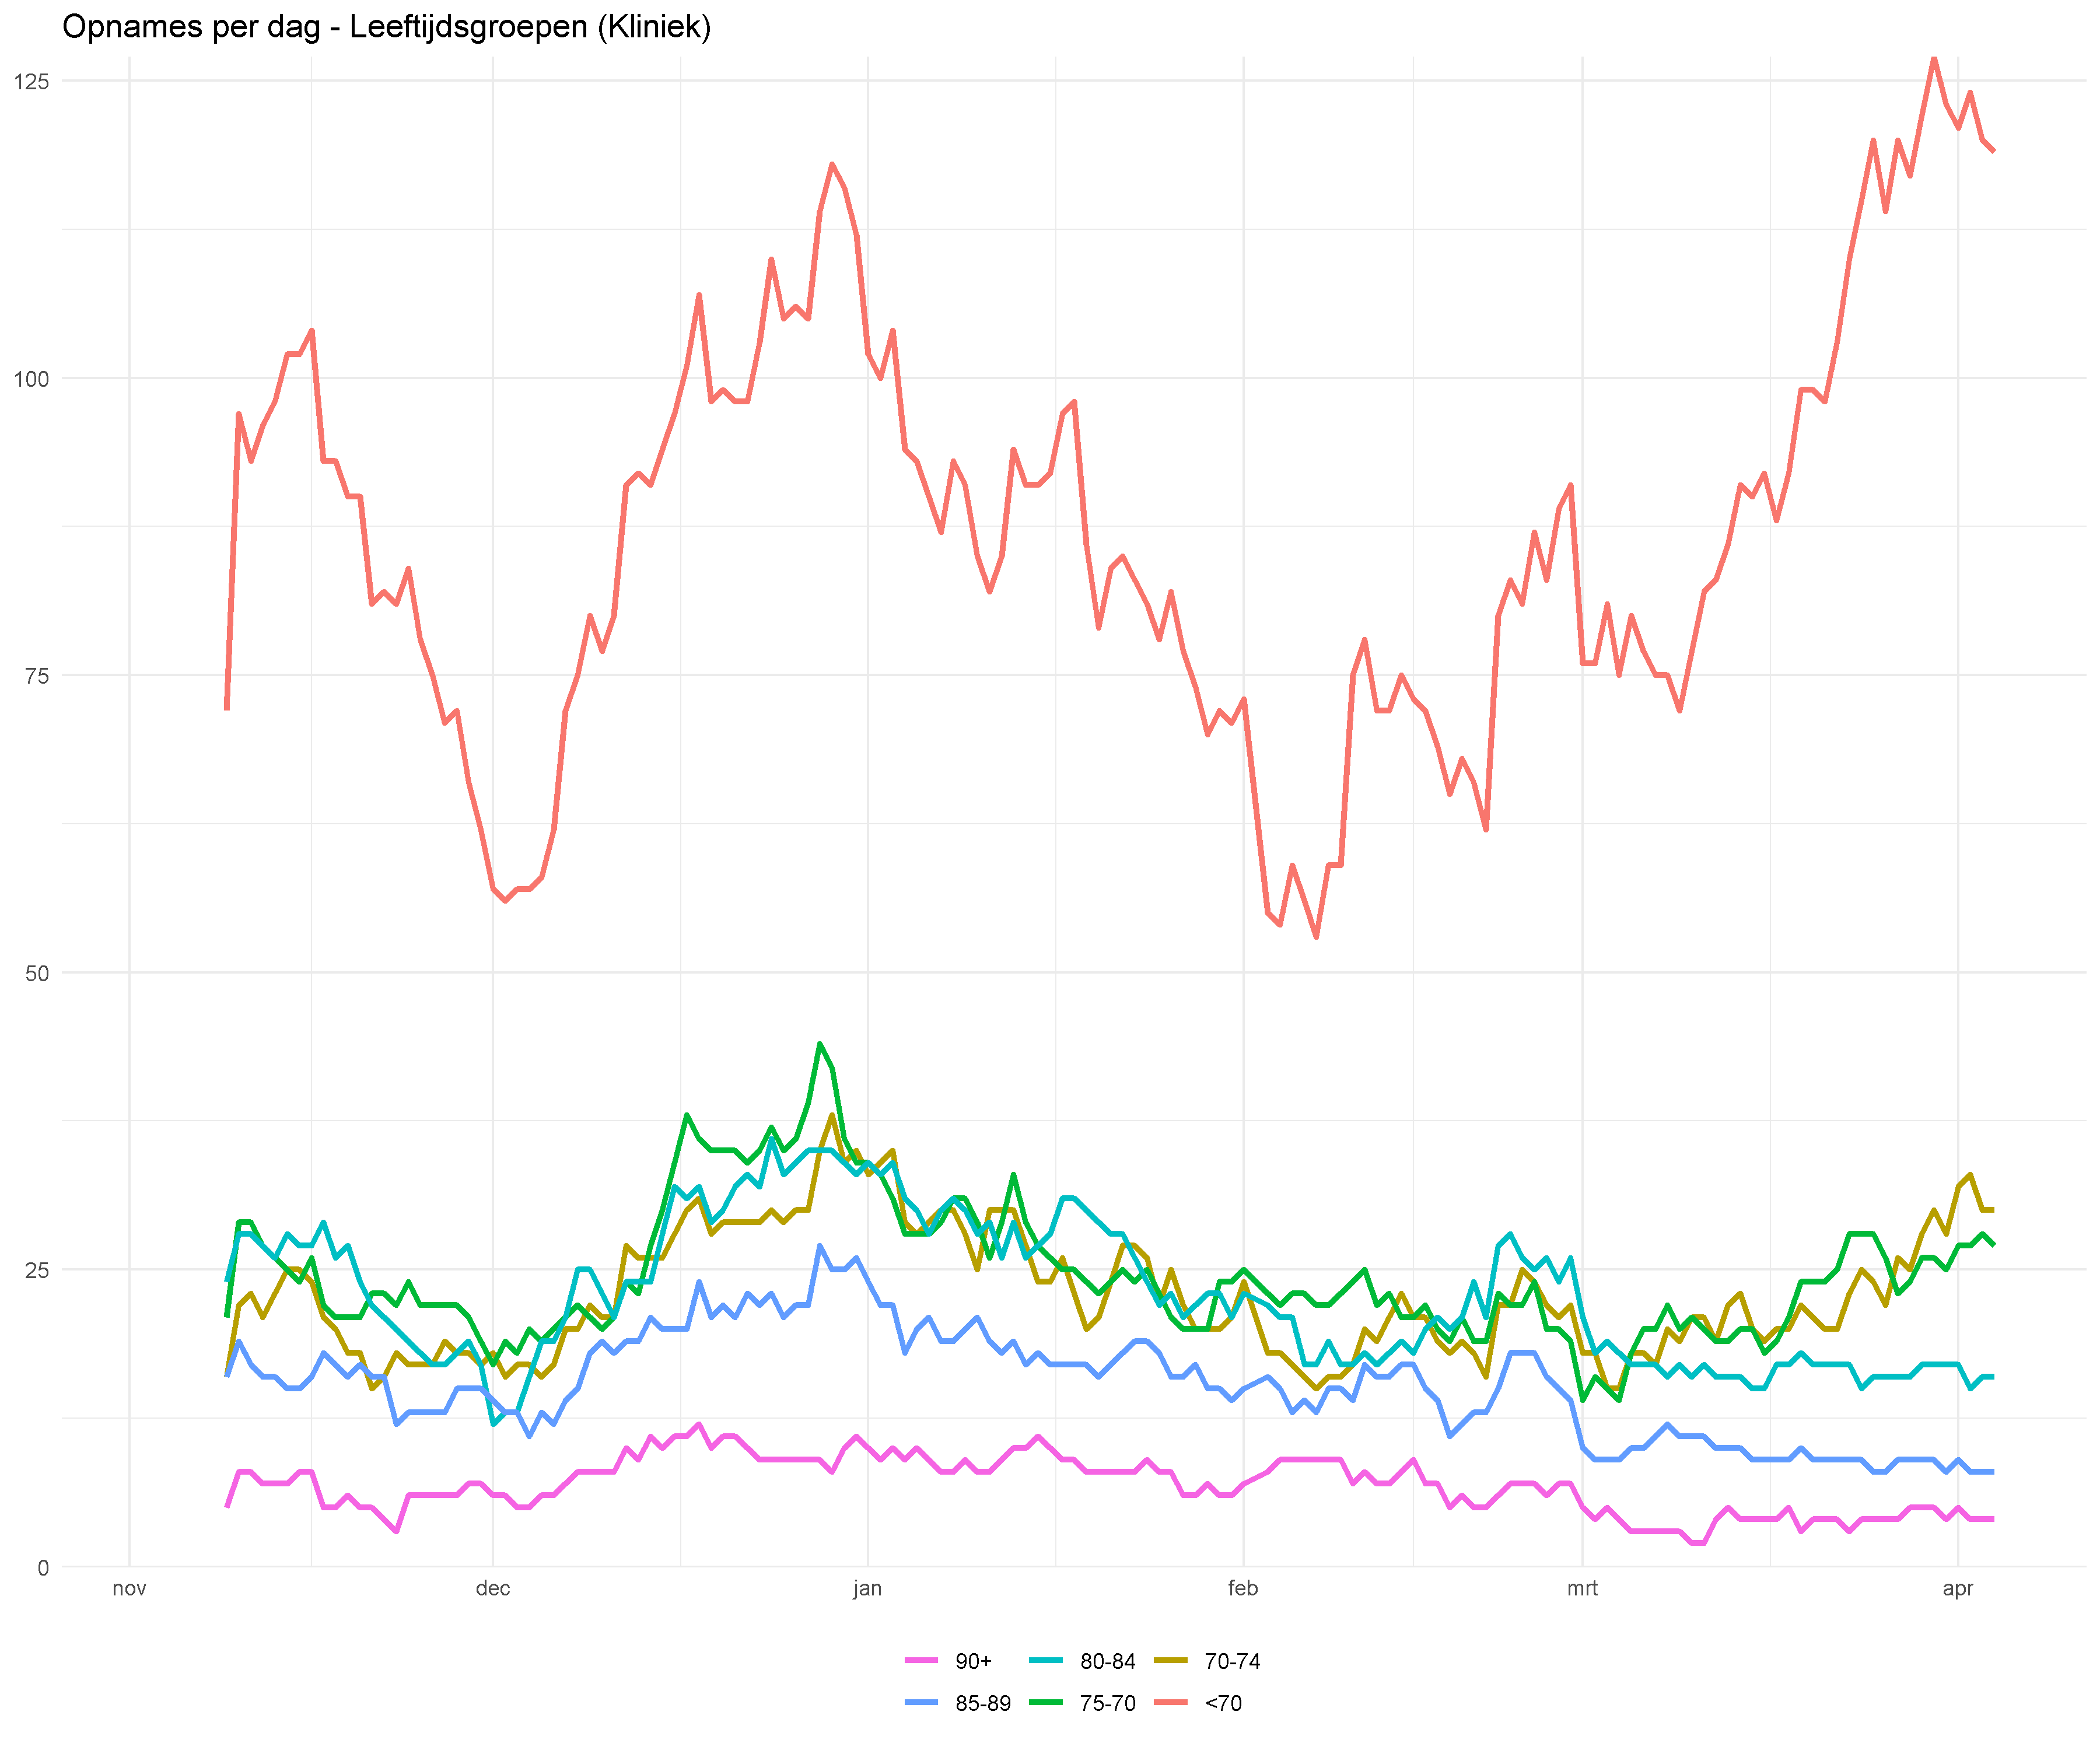 Opnames per dag - Leeftijdsgroepen (Kliniek)
125
100
75
50
25
0
nov dec jan feb mrt apr
90+ 80-84 70-74
85-89 75-70 <70